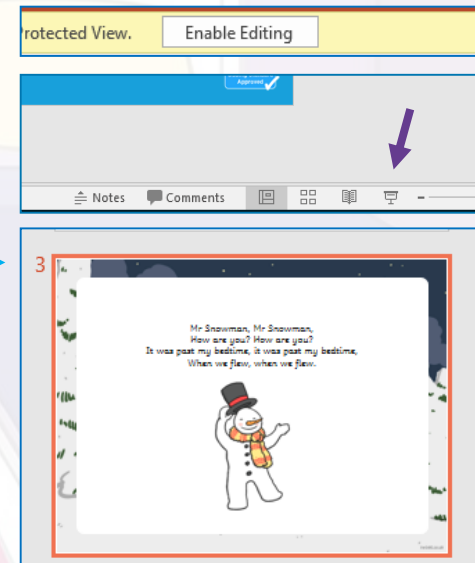 rotected View.
Enable Editing
Approved
Notes
Comments
3
Mr Snowman, Mr Snowman,
How are you? How are you?
It was past my bedtime, it was past my bedtime,
When we flew, when we flew.